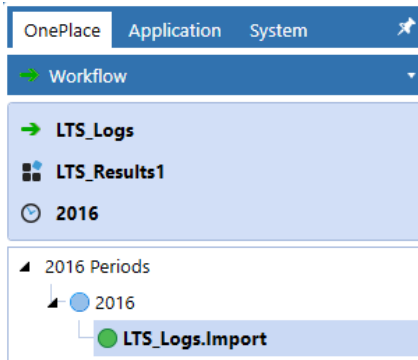 OnePlace Application System
Workflow
LTS_Logs
LTS_Results1
2016
2016 Periods
2016
LTS_Logs.Import